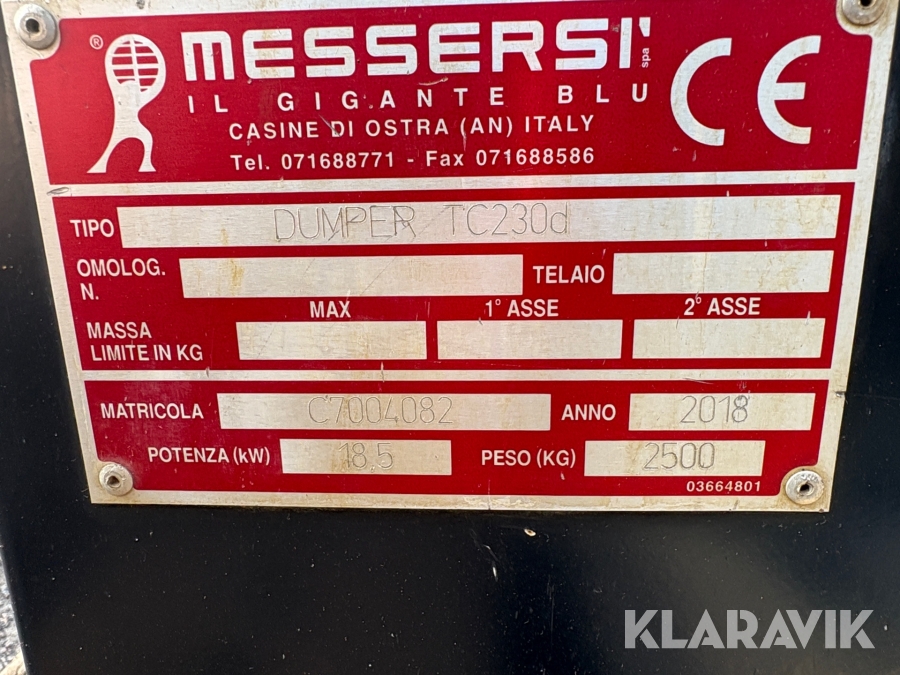 ® MESSERSI' spa
IL GIGANTE BLU
CASINE DI OSTRA (AN) ITALY
Tel. 071688771 - Fax 071688586
CE
TIPO DUMPER TC230d
OMOLOG. N. TELAIO
MAX 1° ASSE 2° ASSE
MASSA LIMITE IN KG
MATRICOLA C7004082 ANNO 2018
POTENZA (kW) 18,5 PESO (KG) 2500
03664801
KLARAVIK